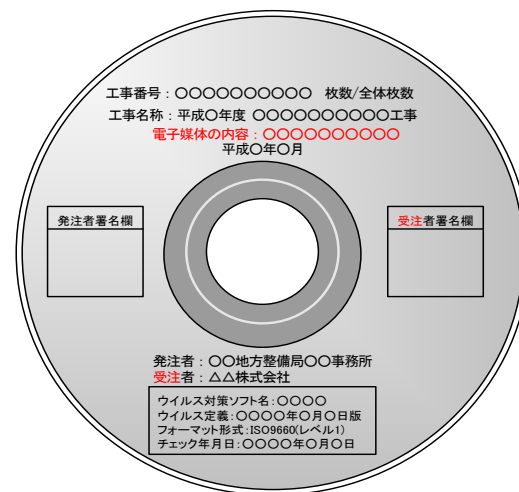 工事番号：〇〇〇〇〇〇〇〇〇〇　枚数/全体枚数
工事名称：平成〇年度 〇〇〇〇〇〇〇〇〇〇工事
電子媒体の内容：〇〇〇〇〇〇〇〇〇〇
平成〇年〇月
発注者署名欄
受注者署名欄
発注者：〇〇地方整備局〇〇事務所
受注者：△△株式会社
ウイルス対策ソフト名：〇〇〇〇
ウイルス定義：〇〇〇〇年〇月〇日版
フォーマット形式：ISO9660(レベル1)
チェック年月日：〇〇〇〇年〇月〇日